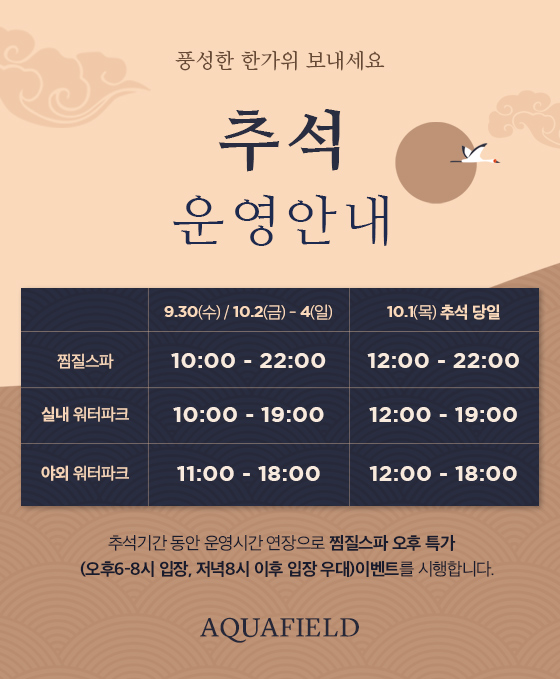 풍성한 한가위 보내세요
추석
운영안내
9.30(수) / 10.2(금) - 4(일) 10.1(목) 추석 당일
찜질스파 10:00 - 22:00 12:00 - 22:00
실내 워터파크 10:00 - 19:00 12:00 - 19:00
야외 워터파크 11:00 - 18:00 12:00 - 18:00
추석기간 동안 운영시간 연장으로 찜질스파 오후 특가
(오후6-8시 입장, 저녁8시 이후 입장 우대)이벤트를 시행합니다.
AQUAFIELD